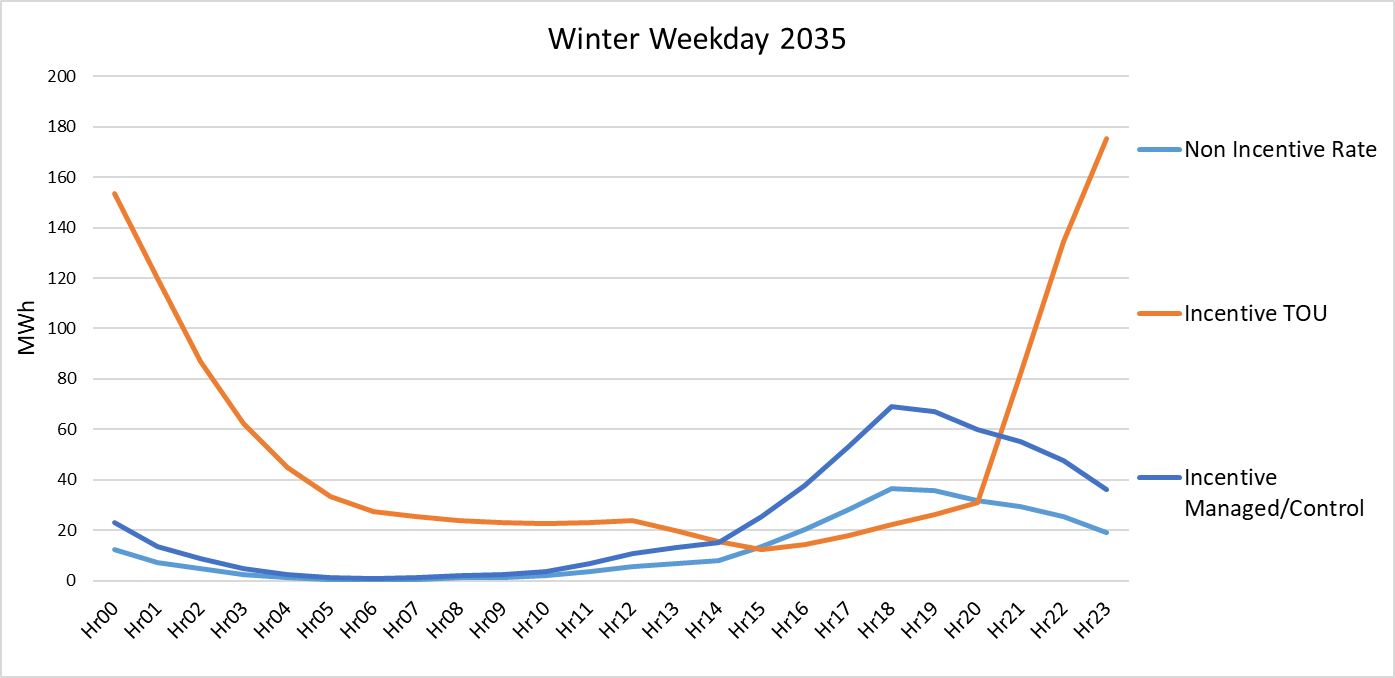 Winter Weekday 2035
200
180
160
140
120
100
80
60
40
20
0
MWh
Hr00
Hr01
Hr02
Hr03
Hr04
Hr05
Hr06
Hr07
Hr08
Hr09
Hr10
Hr11
Hr12
Hr13
Hr14
Hr15
Hr16
Hr17
Hr18
Hr19
Hr20
Hr21
Hr22
Hr23
Non Incentive Rate
Incentive TOU
Incentive
Managed/Control